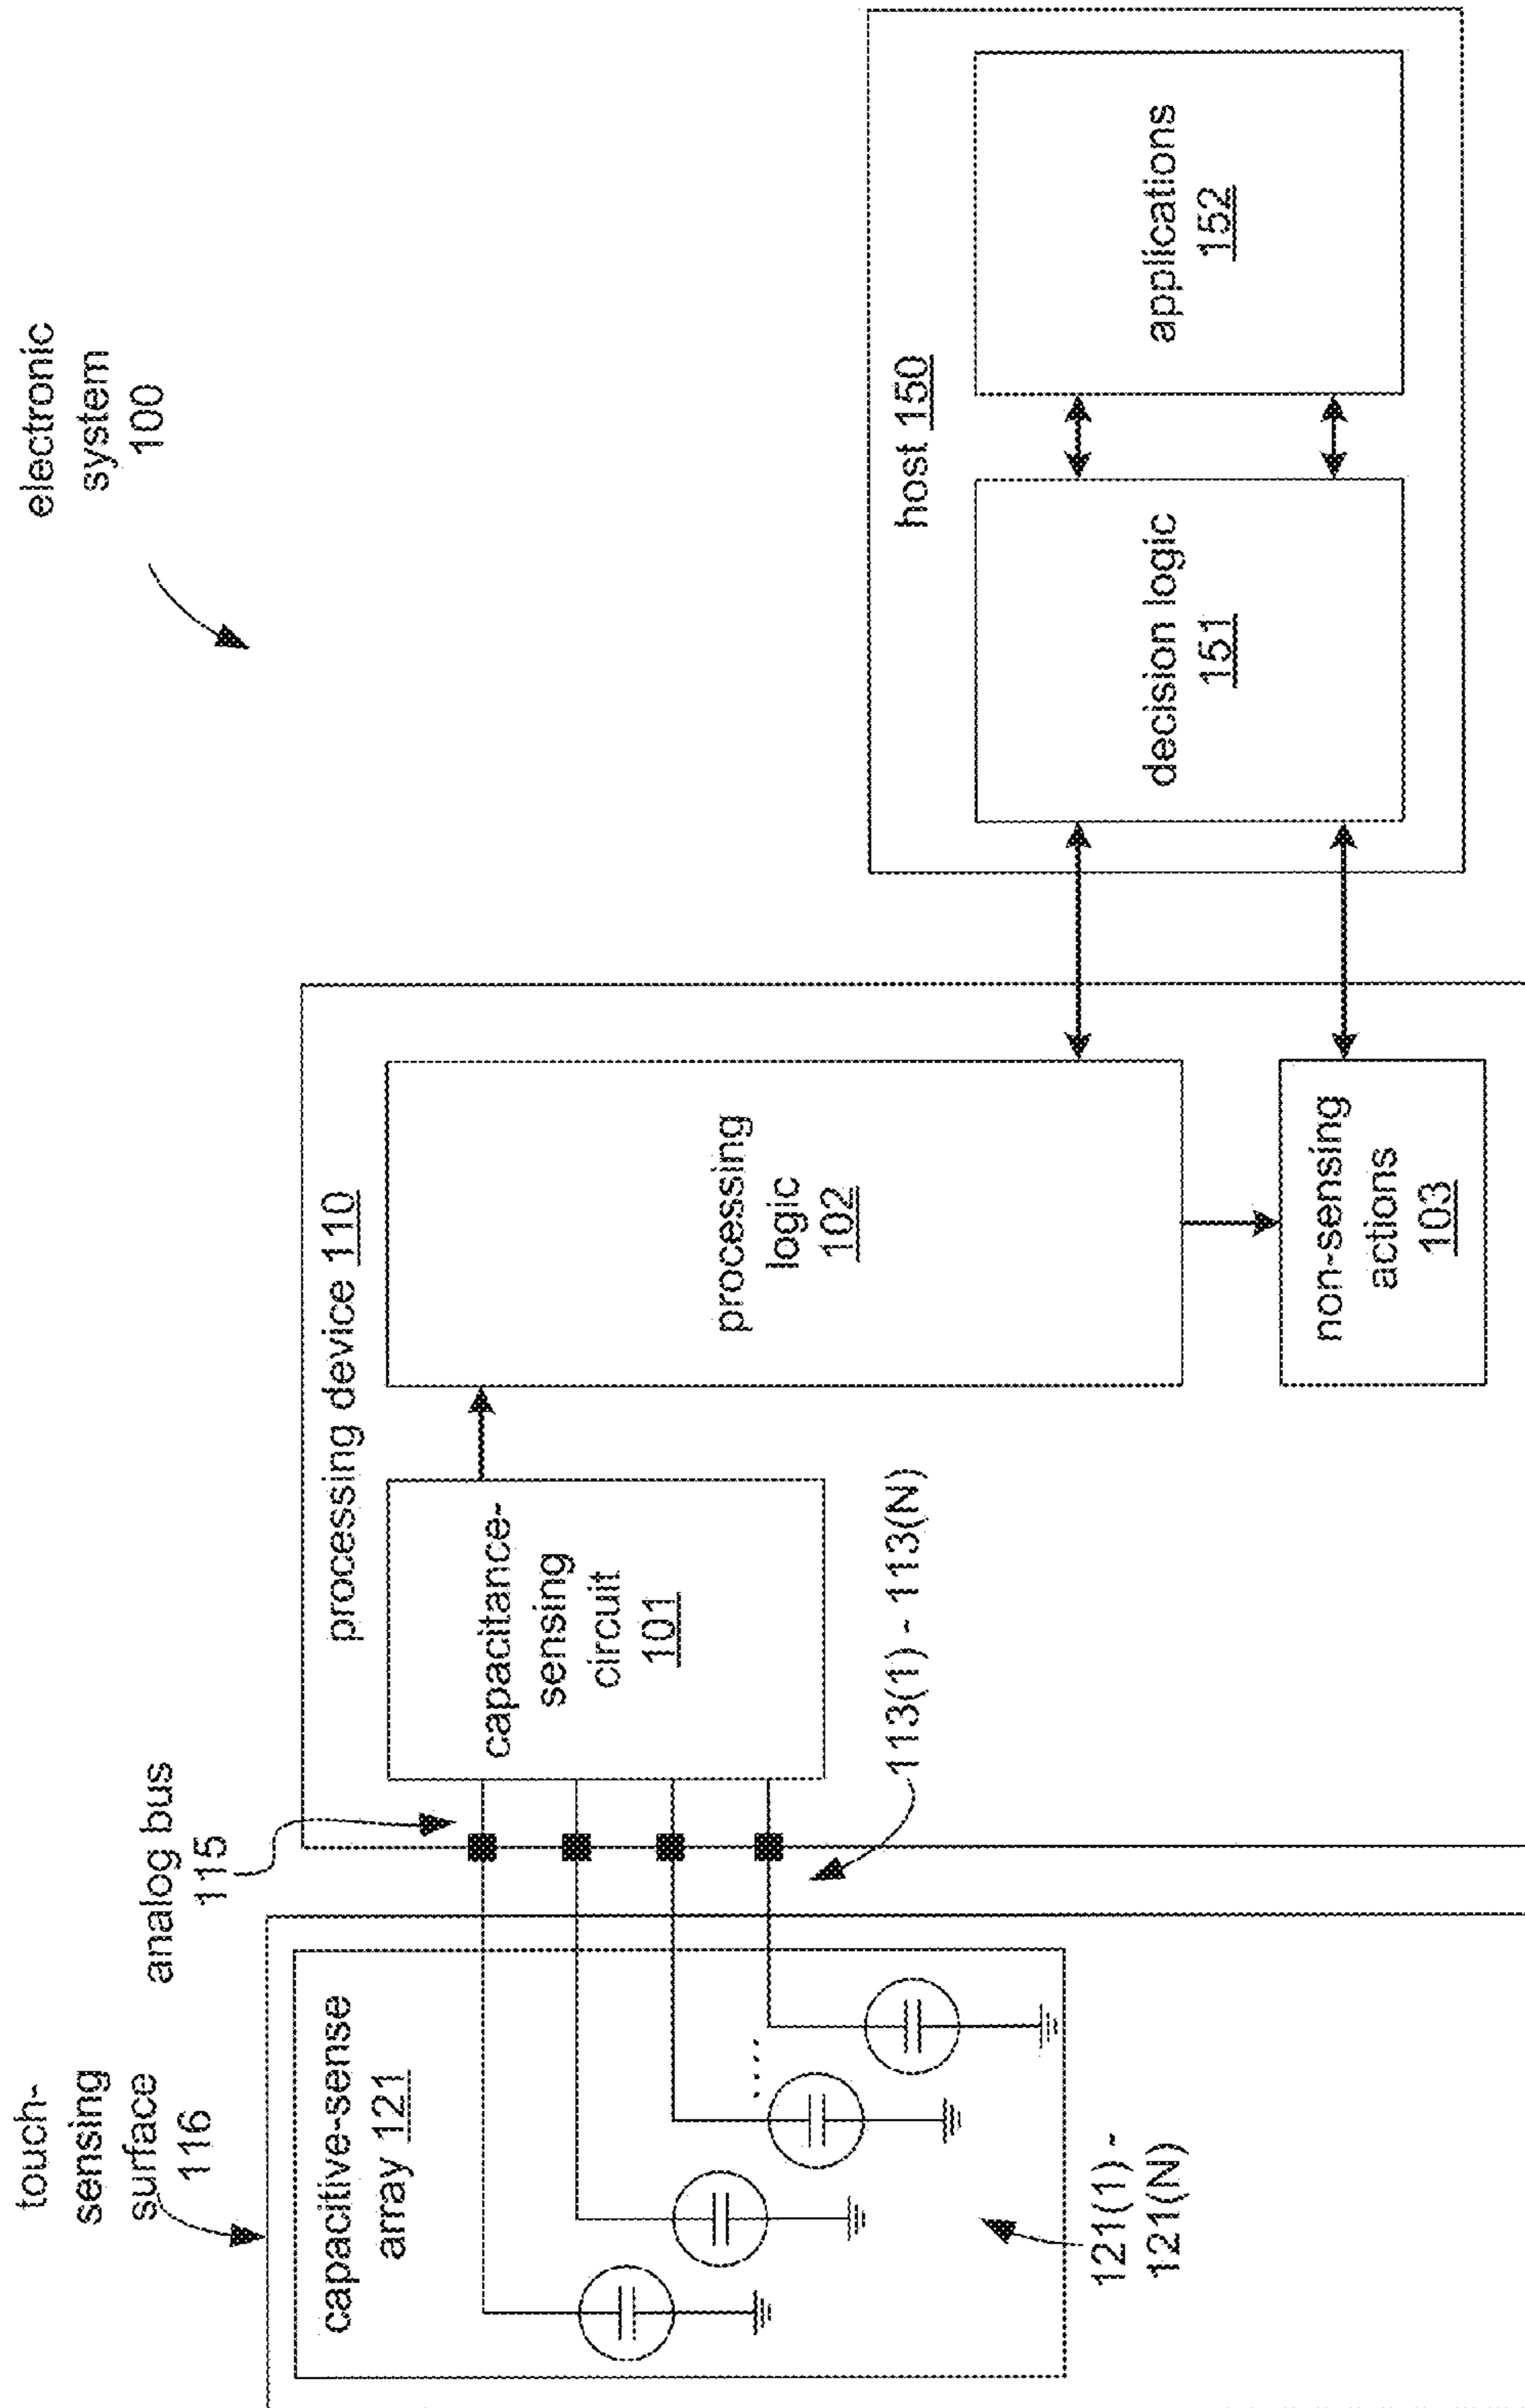 electronic
system
100
touch-
sensing
surface
116
analog bus
115
capacitive-sense
array 121
121(1) -
121(N)
113(1) - 113(N)
processing device 110
capacitance-
sensing
circuit
101
processing
logic
102
non-sensing
actions
103
host 150
decision logic
151
applications
152